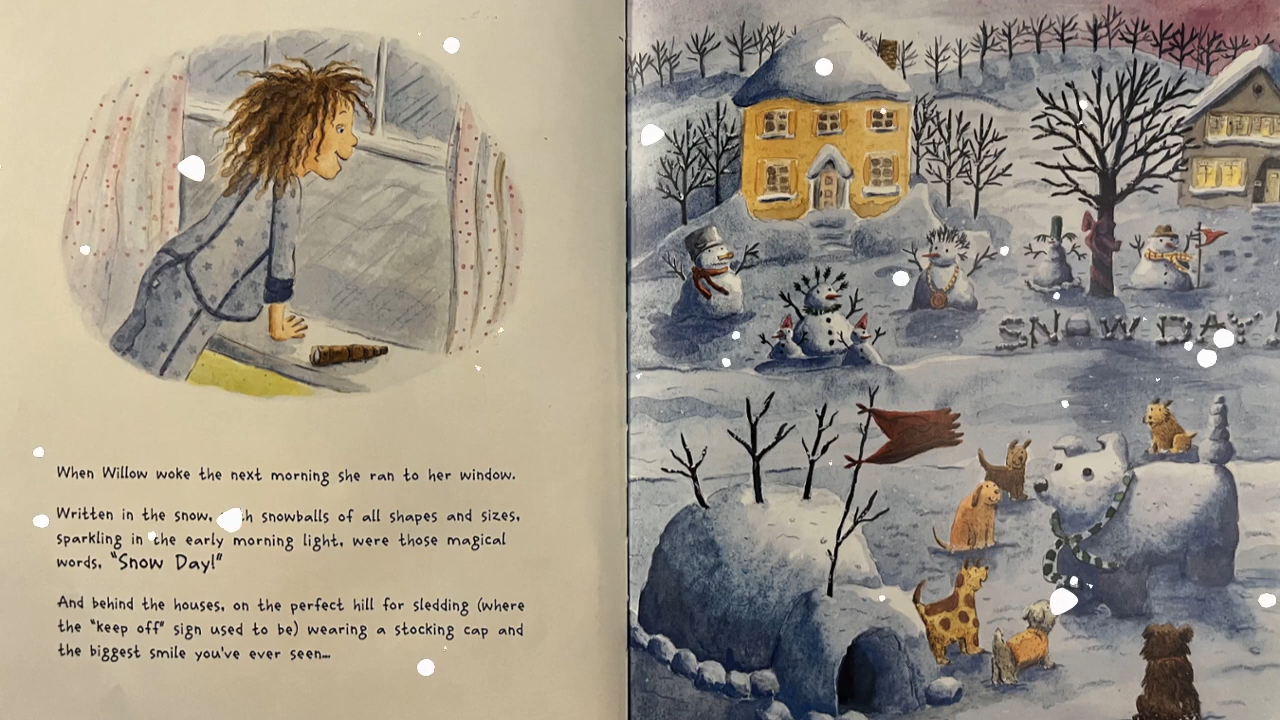 When Willow woke the next morning she ran to her window.
Written in the snow, snowballs of all shapes and sizes,
sparkling in the early morning light, were those magical
words, "Snow Day!"
And behind the houses, on the perfect hill for sledding (where
the "keep off" sign used to be) wearing a stocking cap and
the biggest smile you've ever seen...
SNOW DAY!